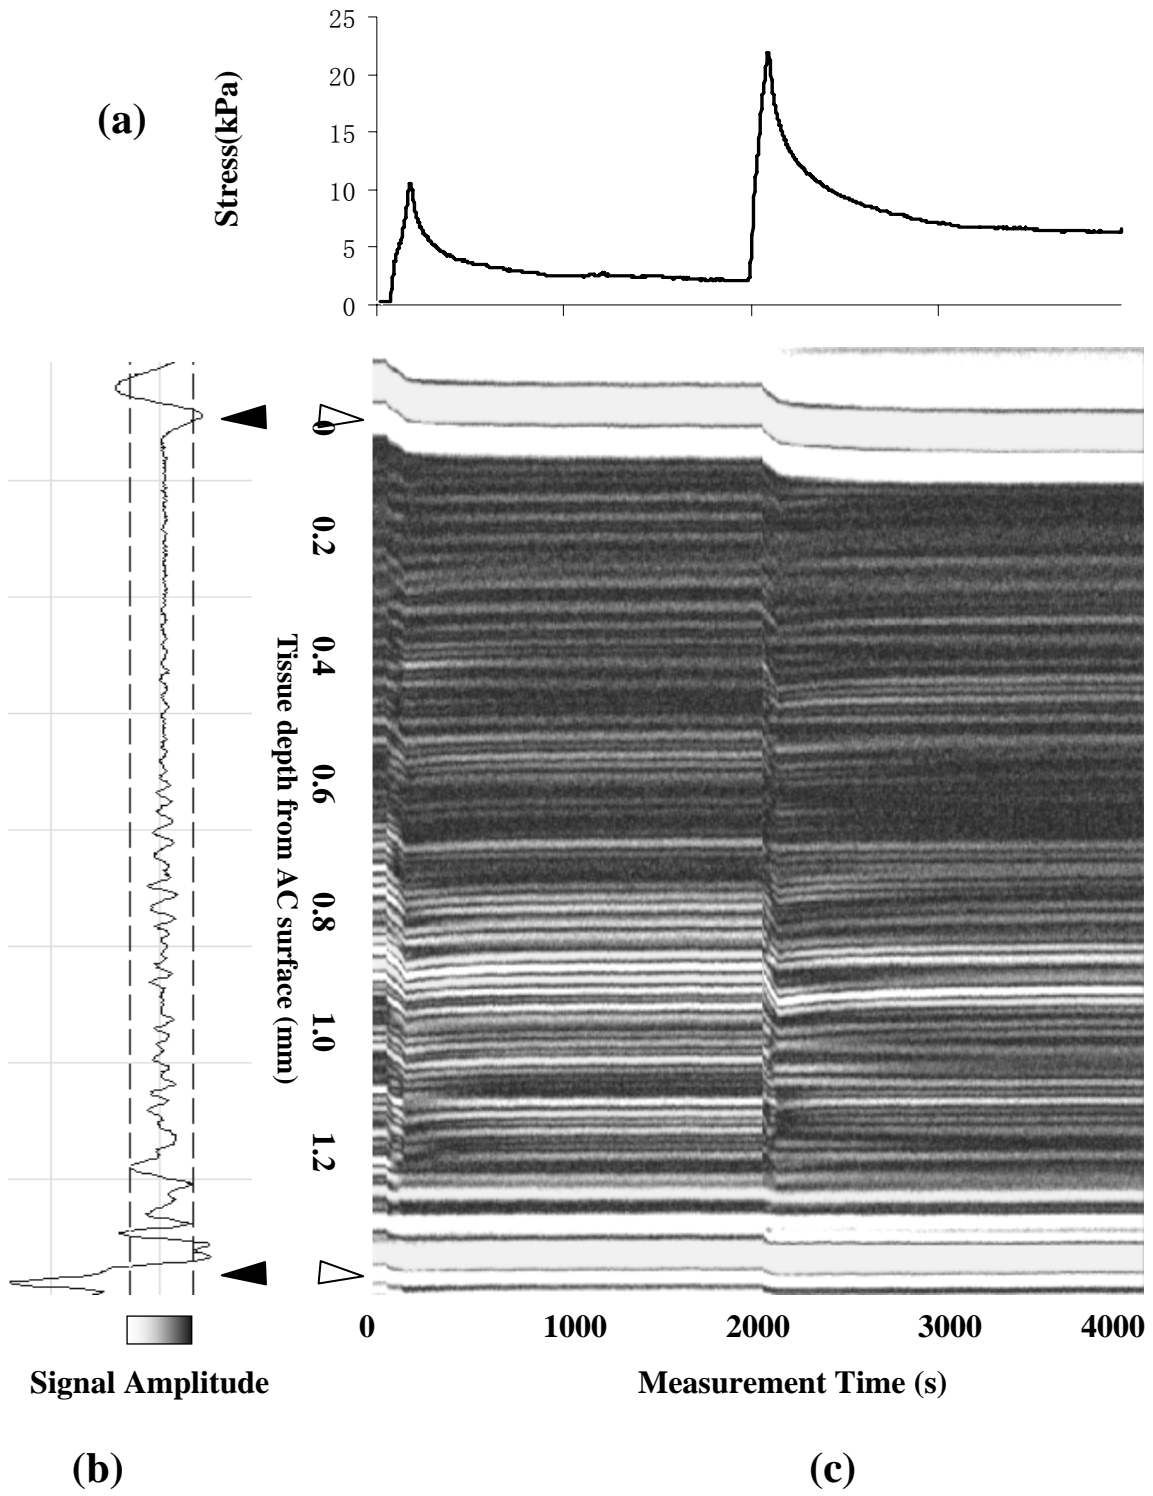 25
20
15
10
5
0
Stress(kPa)
(a)
0
0.2
0.4
0.6
0.8
1.0
1.2
Tissue depth from AC surface (mm)
0 1000 2000 3000 4000
Signal Amplitude
Measurement Time (s)
(b)
(c)